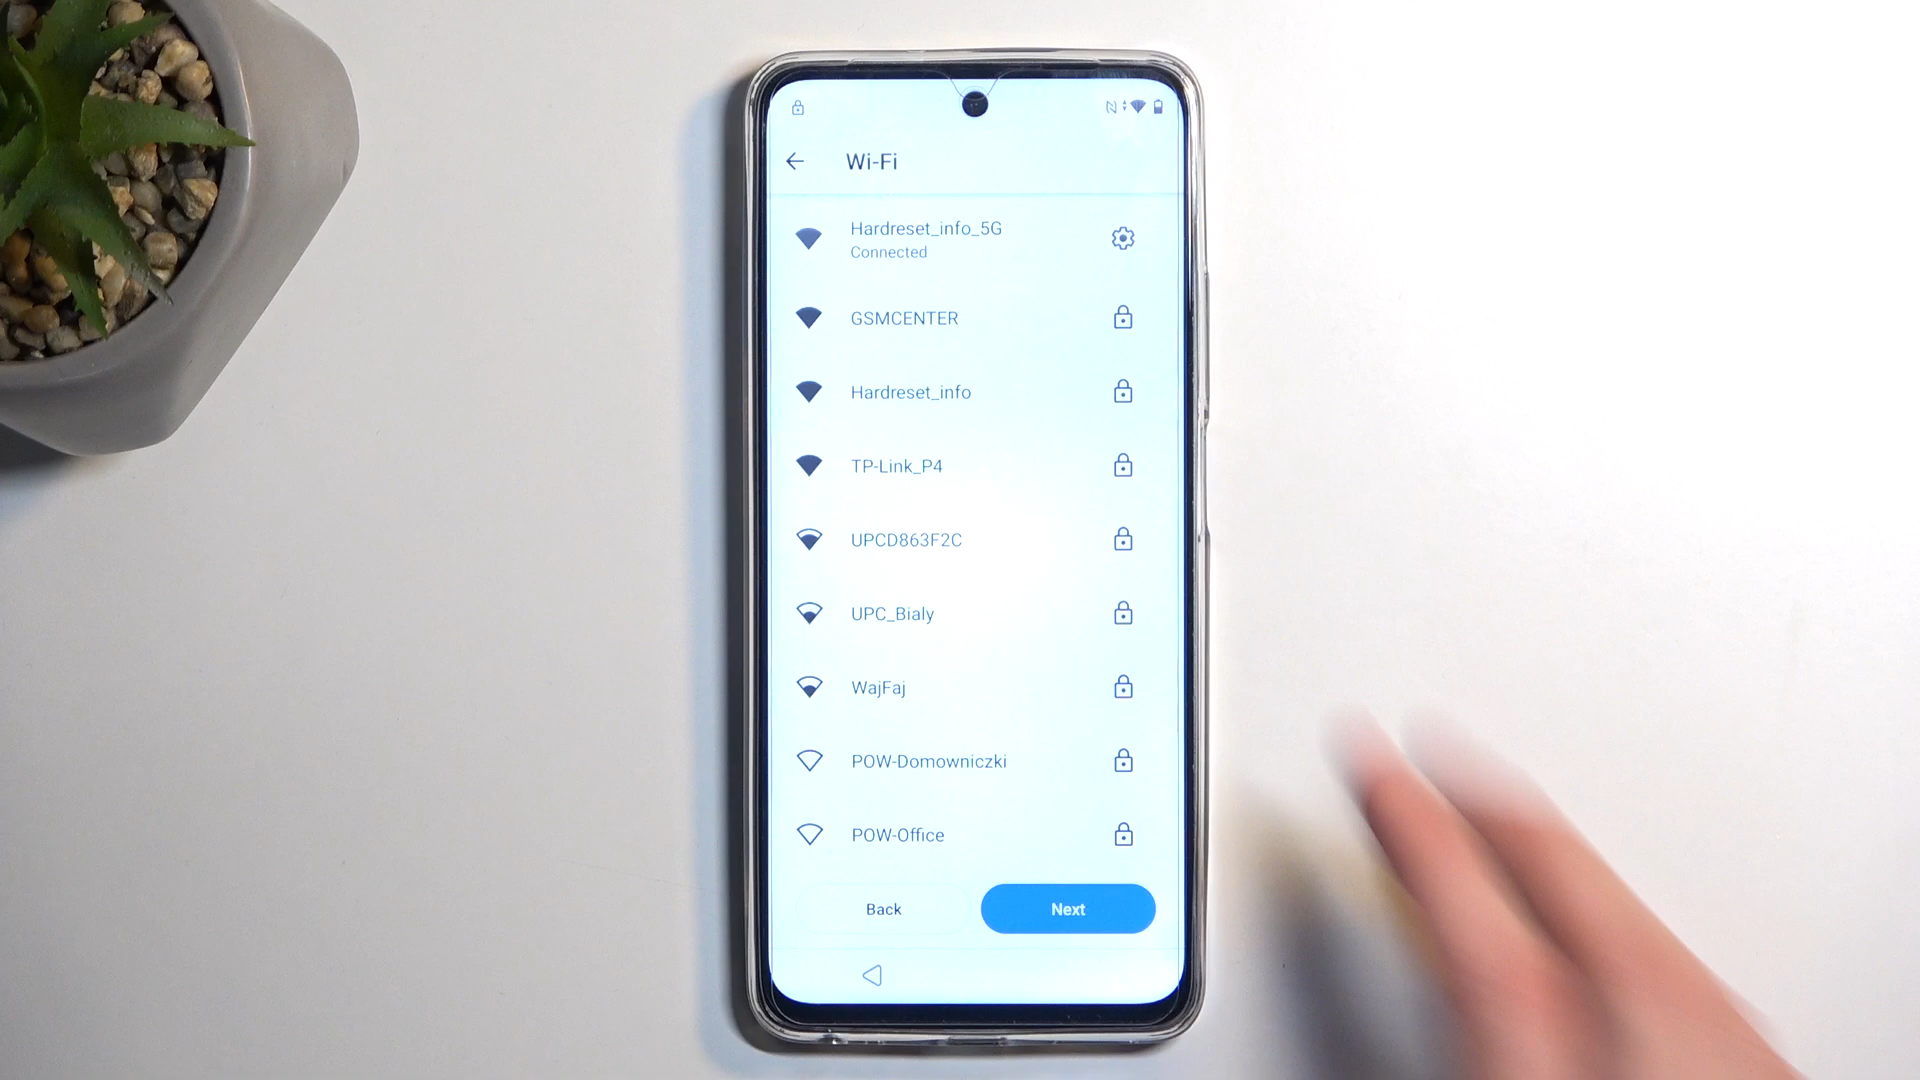 Wi-Fi
Hardreset_info_5G
Connected
GSMCENTER
Hardreset_info
TP-Link_P4
UPCD863F2C
UPC_Bialy
WajFaj
POW-Domowniczki
POW-Office
Back
Next